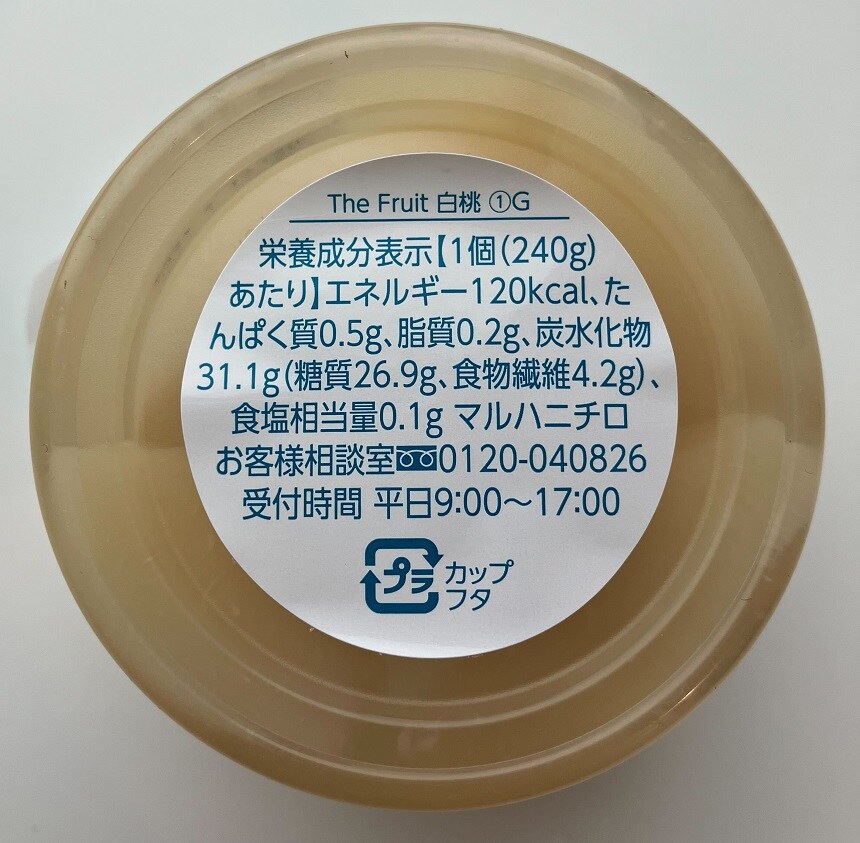 The Fruit 白桃 ①G
栄養成分表示【1個(240g)
あたり】エネルギー120kcal、た
んぱく質0.5g、脂質0.2g、炭水化物
31.1g(糖質26.9g、食物繊維4.2g)、
食塩相当量0.1g マルハニチロ
お客様相談室0120-040826
受付時間 平日9:00～17:00
プラ カップ
フタ